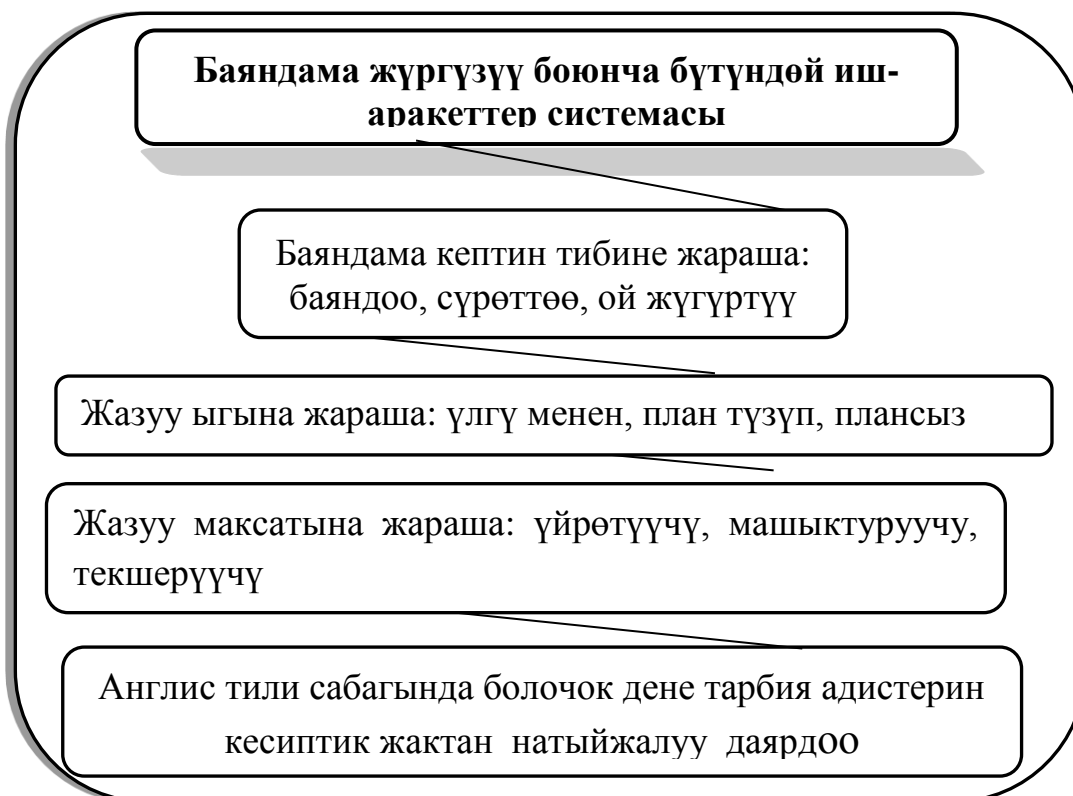 Баяндама жүргүзүү боюнча бүтүндөй иш-
аракеттер системасы
Баяндама кептин тибине жараша:
баяндоо, сүрөттөө, ой жүгүртүү
Жазуу ыгына жараша: үлгү менен, план түзүп, плансыз
Жазуу максатына жараша: үйрөтүүчү, машыктуруучу,
текшерүүчү
Англис тили сабагында болочок дене тарбия адистерин
кесиптик жактан натыйжалуу даярдоо